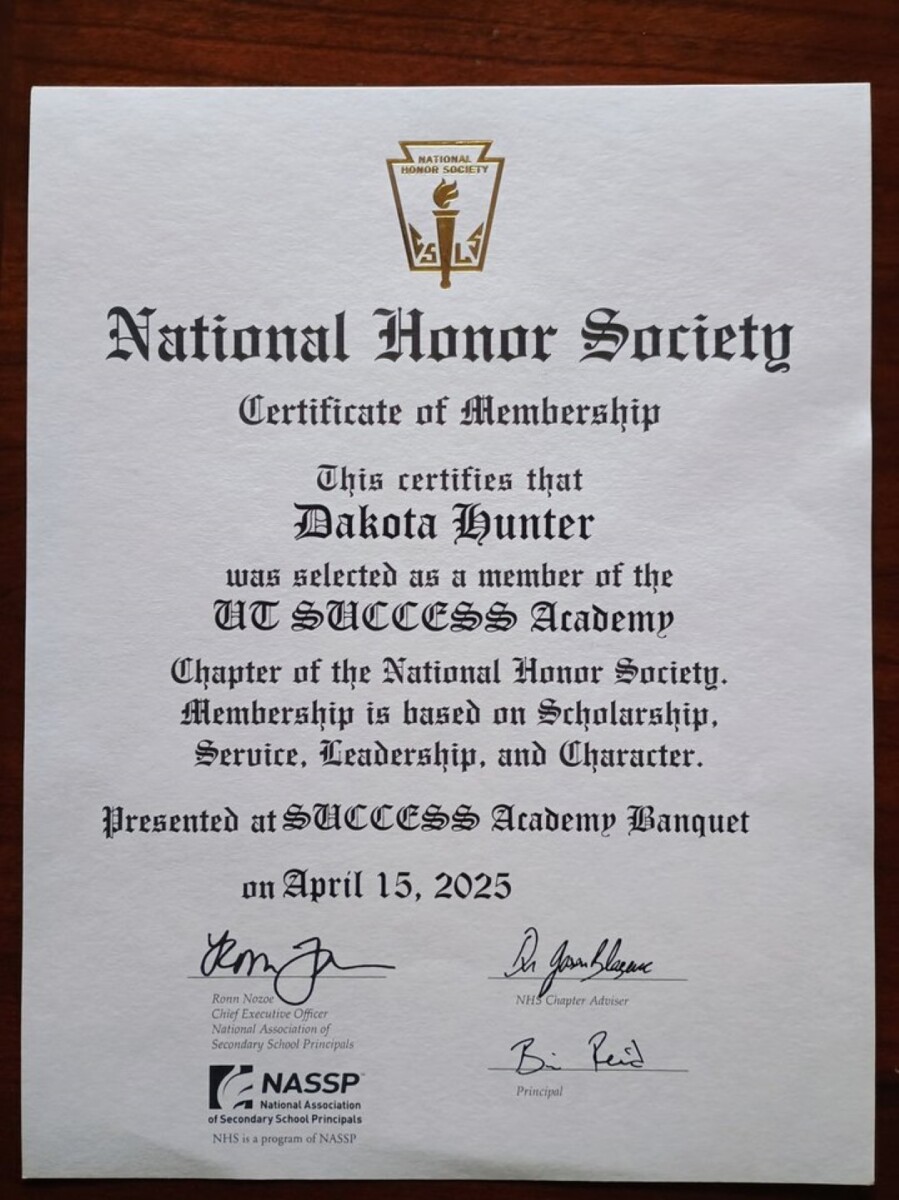 NATIONAL
HONOR SOCIETY
C S L S
National Honor Society
Certificate of Membership
This certifies that
Dakota Hunter
was selected as a member of the
UT SUCCESS Academy
Chapter of the National Honor Society.
Membership is based on Scholarship,
Service, Leadership, and Character.
Presented at SUCCESS Academy Banquet
on April 15, 2025
Ronn Nozoe
Chief Executive Officer
National Association of
Secondary School Principals
NASSP
National Association
of Secondary School Principals
NHS is a program of NASSP
Dr
NHS Chapter Adviser
Reid
Principal